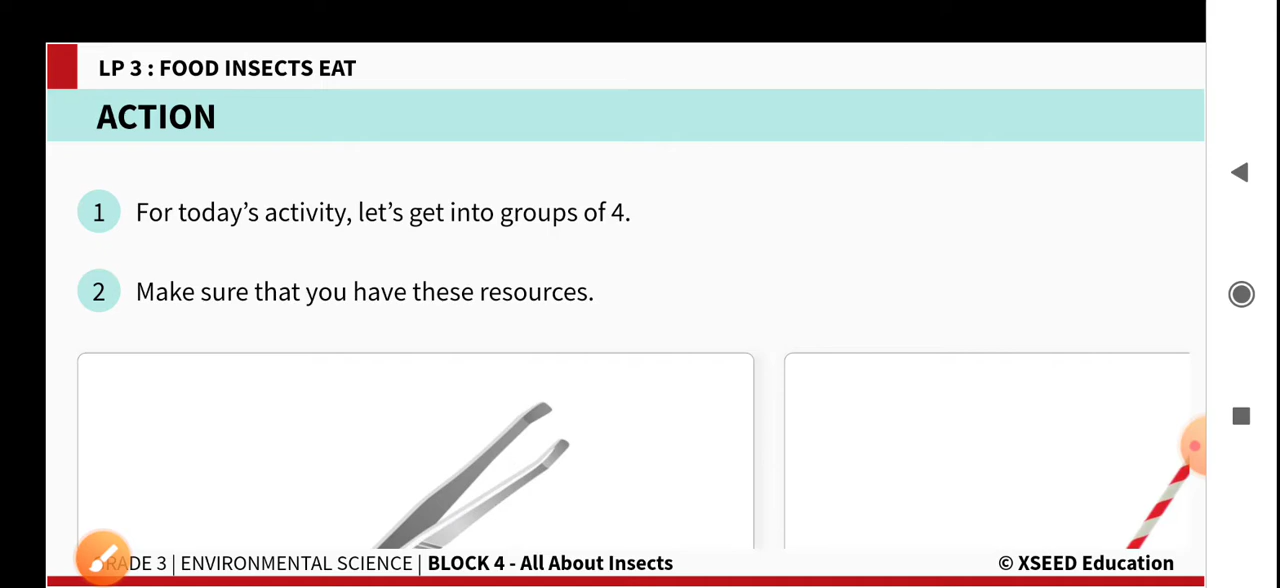 LP 3 : FOOD INSECTS EAT
ACTION
1 For today's activity, let's get into groups of 4.
2 Make sure that you have these resources.
RADE 3 | ENVIRONMENTAL SCIENCE | BLOCK 4 - All About Insects © XSEED Education